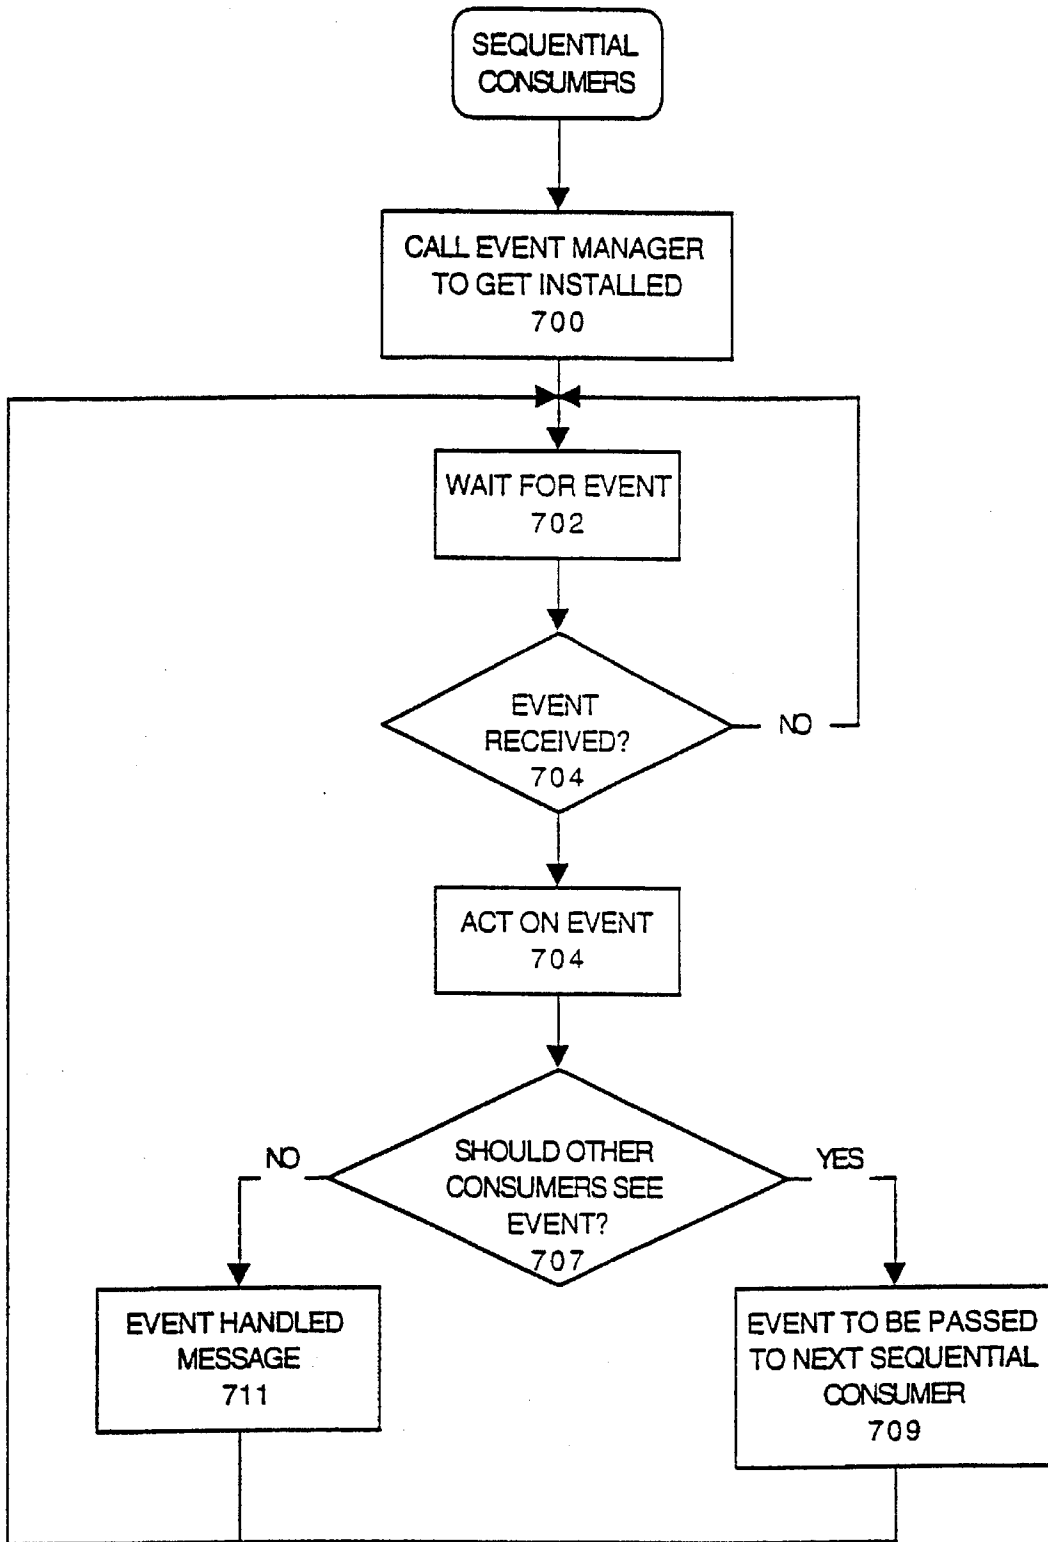 SEQUENTIAL
CONSUMERS
CALL EVENT MANAGER
TO GET INSTALLED
700
WAIT FOR EVENT
702
EVENT
RECEIVED?
704
NO
ACT ON EVENT
704
NO
SHOULD OTHER
CONSUMERS SEE
EVENT?
707
YES
EVENT HANDLED
MESSAGE
711
EVENT TO BE PASSED
TO NEXT SEQUENTIAL
CONSUMER
709